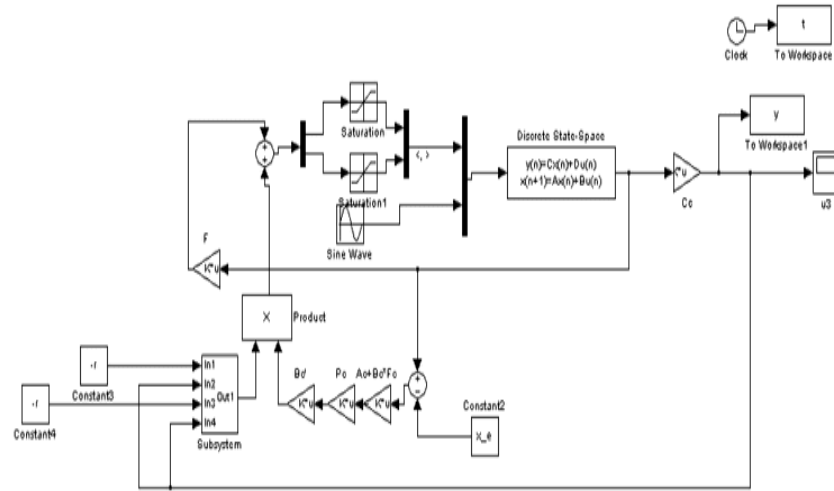 t
Clock
To Workspace
y
To Workspace1
Saturation
Saturation1
Sine Wave
Discrete State-Space
y(n)=Cx(n)+Du(n)
x(n+1)=Ax(n)+Bu(n)
Cc
u3
F
K*u
X
Product
-r
Constant3
-r
Constant4
In1
In2
In3
In4
Out1
Subsystem
Bd'
K*u
Pc
K*u
K*u
Constant2
x_e